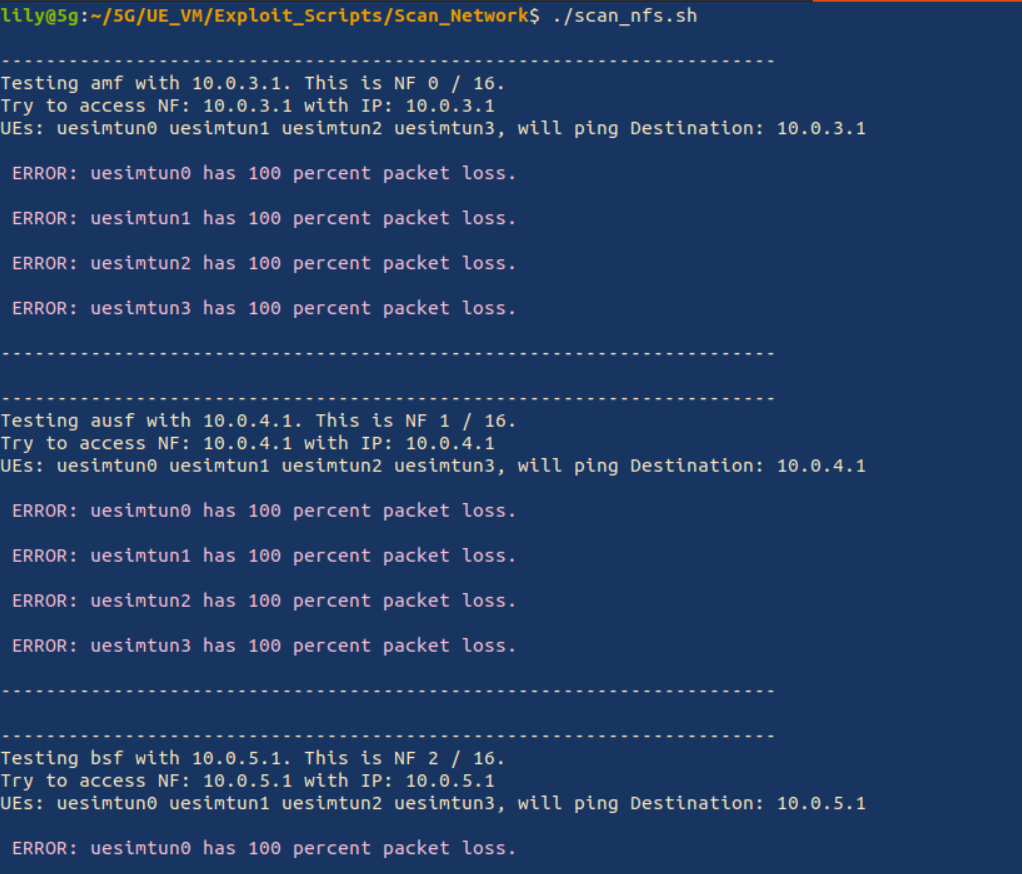 lily@5g:~/5G/UE_VM/Exploit_Scripts/Scan_Network$ ./scan_nfs.sh
---------------------------------------------------------------------
Testing amf with 10.0.3.1. This is NF 0 / 16.
Try to access NF: 10.0.3.1 with IP: 10.0.3.1
UEs: uesimtun0 uesimtun1 uesimtun2 uesimtun3, will ping Destination: 10.0.3.1
ERROR: uesimtun0 has 100 percent packet loss.
ERROR: uesimtun1 has 100 percent packet loss.
ERROR: uesimtun2 has 100 percent packet loss.
ERROR: uesimtun3 has 100 percent packet loss.
---------------------------------------------------------------------
---------------------------------------------------------------------
Testing ausf with 10.0.4.1. This is NF 1 / 16.
Try to access NF: 10.0.4.1 with IP: 10.0.4.1
UEs: uesimtun0 uesimtun1 uesimtun2 uesimtun3, will ping Destination: 10.0.4.1
ERROR: uesimtun0 has 100 percent packet loss.
ERROR: uesimtun1 has 100 percent packet loss.
ERROR: uesimtun2 has 100 percent packet loss.
ERROR: uesimtun3 has 100 percent packet loss.
---------------------------------------------------------------------
---------------------------------------------------------------------
Testing bsf with 10.0.5.1. This is NF 2 / 16.
Try to access NF: 10.0.5.1 with IP: 10.0.5.1
UEs: uesimtun0 uesimtun1 uesimtun2 uesimtun3, will ping Destination: 10.0.5.1
ERROR: uesimtun0 has 100 percent packet loss.